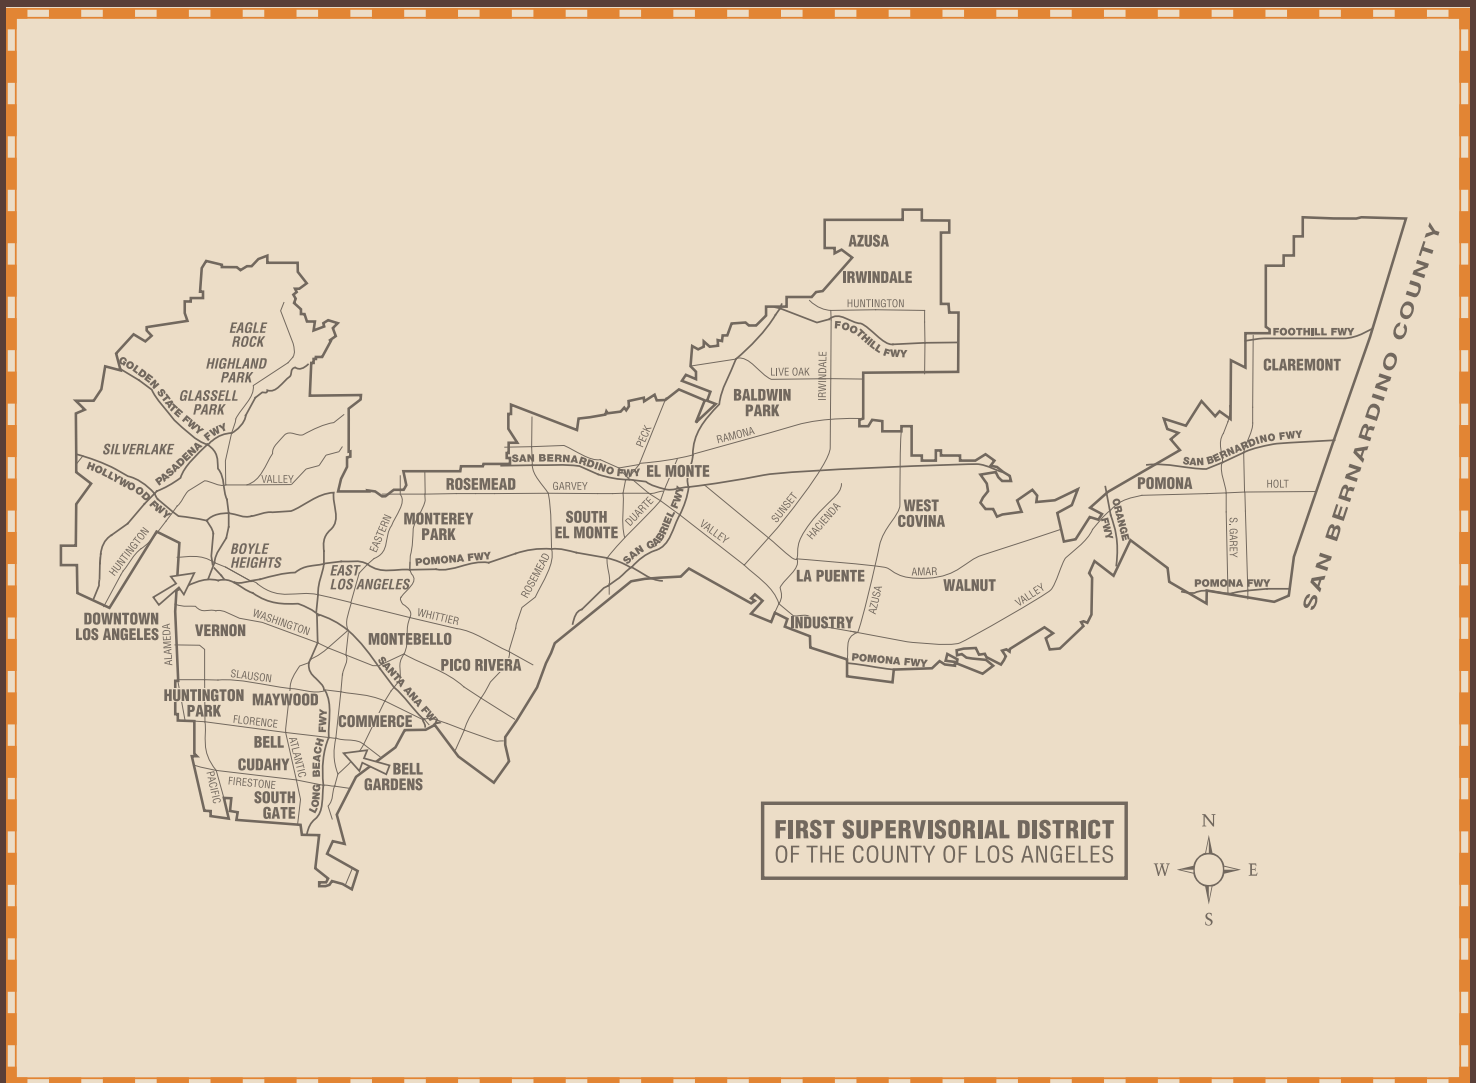 AZUSA
IRWINDALE
HUNTINGTON
FOOTHILL FWY
IRWINDALE
LIVE OAK
BALDWIN
PARK
RAMONA
EAGLE
ROCK
HIGHLAND
PARK
GLASSELL
PARK
GOLDEN STATE FWY
PASADENA FWY
SILVERLAKE
HOLLYWOOD FWY
VALLEY
HUNTINGTON
BOYLE
HEIGHTS
EAST
LOS ANGELES
DOWNTOWN
LOS ANGELES
ALAMEDA
VERNON
WASHINGTON
WHITTIER
EASTERN
MONTEREY
PARK
POMONA FWY
ROSEMEAD
GARVEY
SAN BERNARDINO FWY
PECK
EL MONTE
SOUTH
EL MONTE
DUARTE
SAN GABRIEL FWY
ROSEMEAD
VALLEY
SUNSET
HACIENDA
WEST
COVINA
LA PUENTE
AMAR
WALNUT
AZUSA
VALLEY
INDUSTRY
POMONA FWY
MONTEBELLO
PICO RIVERA
SANTA ANA FWY
SLAUSON
HUNTINGTON
PARK
MAYWOOD
FLORENCE
COMMERCE
BELL
CUDAHY
ATLANTIC
LONG BEACH FWY
BELL
GARDENS
PACIFIC
FIRESTONE
SOUTH
GATE
FOOTHILL FWY
CLAREMONT
SAN BERNARDINO FWY
POMONA
HOLT
ORANGE
FWY
S. GAREY
POMONA FWY
SAN BERNARDINO COUNTY
FIRST SUPERVISORIAL DISTRICT
OF THE COUNTY OF LOS ANGELES
N
W E
S